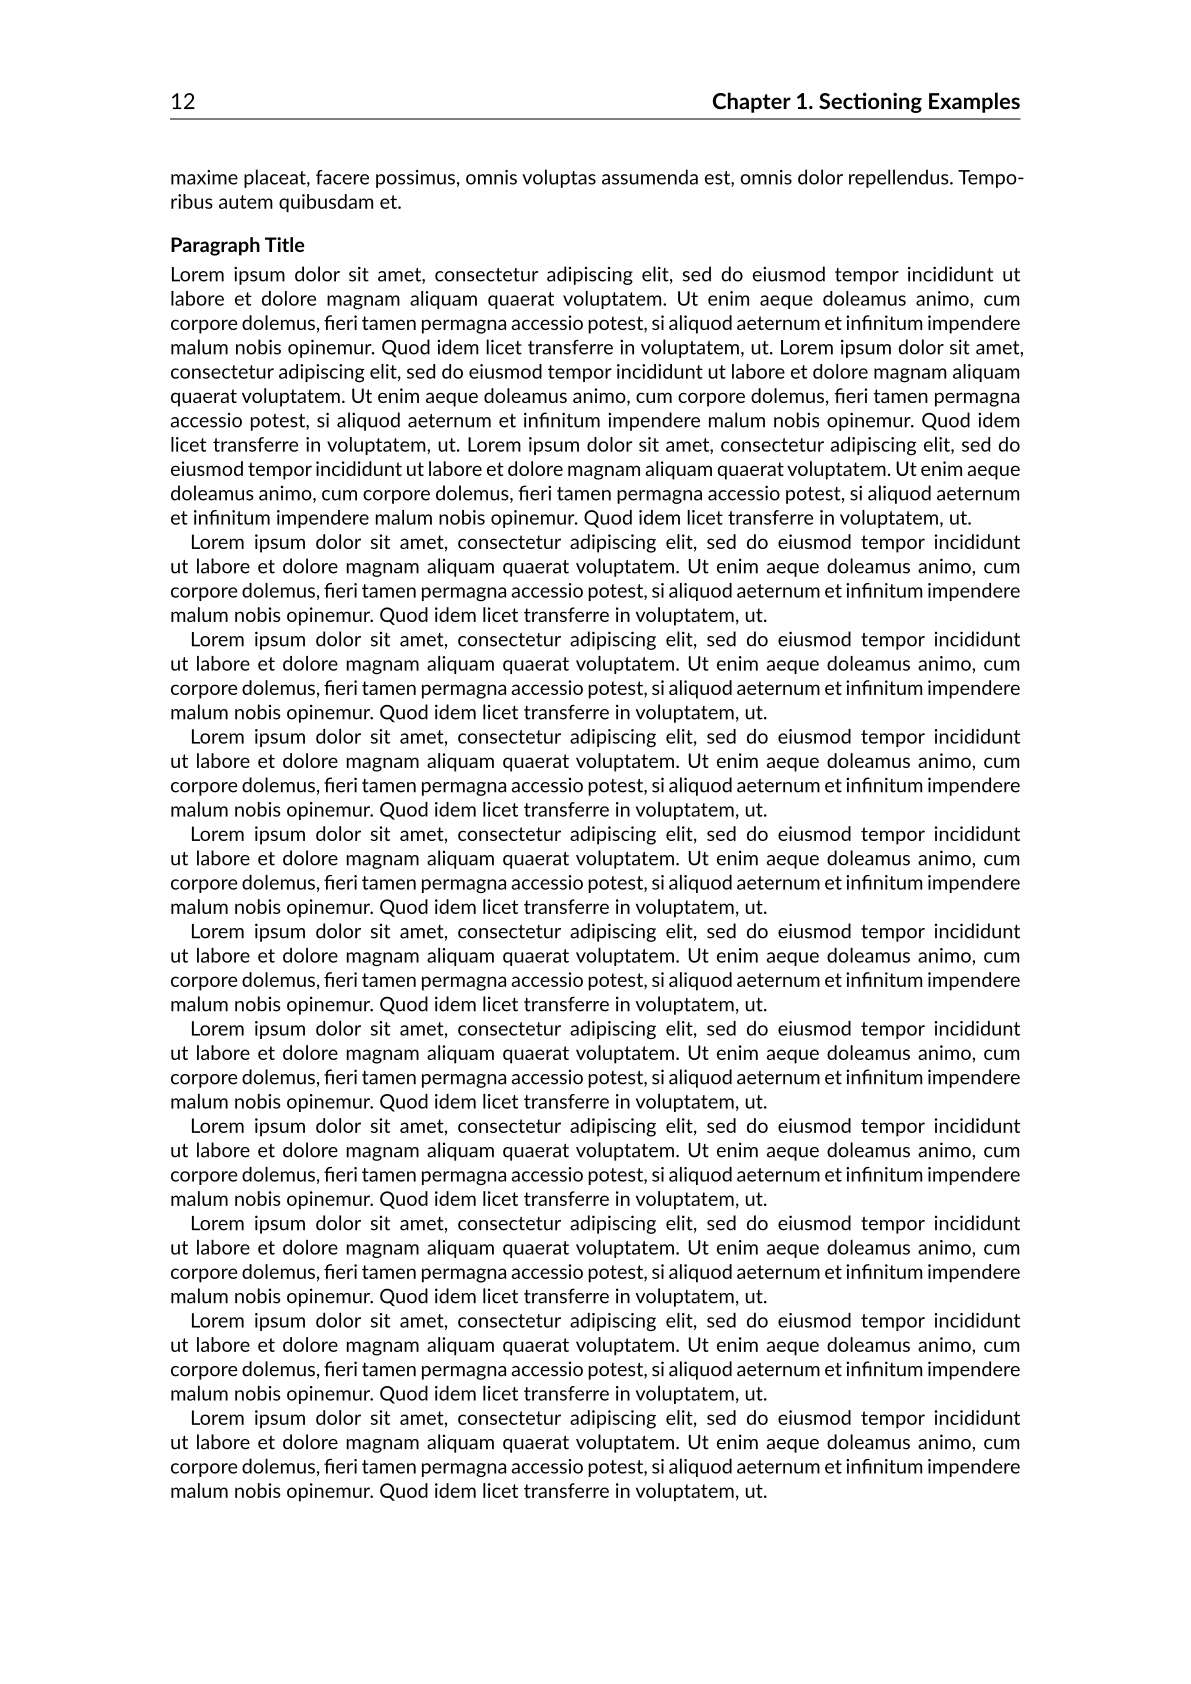 12 Chapter 1. Sectioning Examples
maxime placeat, facere possimus, omnis voluptas assumenda est, omnis dolor repellendus. Tempo-
ribus autem quibusdam et.
Paragraph Title
Lorem ipsum dolor sit amet, consectetur adipiscing elit, sed do eiusmod tempor incididunt ut
labore et dolore magnam aliquam quaerat voluptatem. Ut enim aeque doleamus animo, cum
corpore dolemus, fieri tamen permagna accessio potest, si aliquod aeternum et infinitum impendere
malum nobis opinemur. Quod idem licet transferre in voluptatem, ut. Lorem ipsum dolor sit amet,
consectetur adipiscing elit, sed do eiusmod tempor incididunt ut labore et dolore magnam aliquam
quaerat voluptatem. Ut enim aeque doleamus animo, cum corpore dolemus, fieri tamen permagna
accessio potest, si aliquod aeternum et infinitum impendere malum nobis opinemur. Quod idem
licet transferre in voluptatem, ut. Lorem ipsum dolor sit amet, consectetur adipiscing elit, sed do
eiusmod tempor incididunt ut labore et dolore magnam aliquam quaerat voluptatem. Ut enim aeque
doleamus animo, cum corpore dolemus, fieri tamen permagna accessio potest, si aliquod aeternum
et infinitum impendere malum nobis opinemur. Quod idem licet transferre in voluptatem, ut.
Lorem ipsum dolor sit amet, consectetur adipiscing elit, sed do eiusmod tempor incididunt
ut labore et dolore magnam aliquam quaerat voluptatem. Ut enim aeque doleamus animo, cum
corpore dolemus, fieri tamen permagna accessio potest, si aliquod aeternum et infinitum impendere
malum nobis opinemur. Quod idem licet transferre in voluptatem, ut.
Lorem ipsum dolor sit amet, consectetur adipiscing elit, sed do eiusmod tempor incididunt
ut labore et dolore magnam aliquam quaerat voluptatem. Ut enim aeque doleamus animo, cum
corpore dolemus, fieri tamen permagna accessio potest, si aliquod aeternum et infinitum impendere
malum nobis opinemur. Quod idem licet transferre in voluptatem, ut.
Lorem ipsum dolor sit amet, consectetur adipiscing elit, sed do eiusmod tempor incididunt
ut labore et dolore magnam aliquam quaerat voluptatem. Ut enim aeque doleamus animo, cum
corpore dolemus, fieri tamen permagna accessio potest, si aliquod aeternum et infinitum impendere
malum nobis opinemur. Quod idem licet transferre in voluptatem, ut.
Lorem ipsum dolor sit amet, consectetur adipiscing elit, sed do eiusmod tempor incididunt
ut labore et dolore magnam aliquam quaerat voluptatem. Ut enim aeque doleamus animo, cum
corpore dolemus, fieri tamen permagna accessio potest, si aliquod aeternum et infinitum impendere
malum nobis opinemur. Quod idem licet transferre in voluptatem, ut.
Lorem ipsum dolor sit amet, consectetur adipiscing elit, sed do eiusmod tempor incididunt
ut labore et dolore magnam aliquam quaerat voluptatem. Ut enim aeque doleamus animo, cum
corpore dolemus, fieri tamen permagna accessio potest, si aliquod aeternum et infinitum impendere
malum nobis opinemur. Quod idem licet transferre in voluptatem, ut.
Lorem ipsum dolor sit amet, consectetur adipiscing elit, sed do eiusmod tempor incididunt
ut labore et dolore magnam aliquam quaerat voluptatem. Ut enim aeque doleamus animo, cum
corpore dolemus, fieri tamen permagna accessio potest, si aliquod aeternum et infinitum impendere
malum nobis opinemur. Quod idem licet transferre in voluptatem, ut.
Lorem ipsum dolor sit amet, consectetur adipiscing elit, sed do eiusmod tempor incididunt
ut labore et dolore magnam aliquam quaerat voluptatem. Ut enim aeque doleamus animo, cum
corpore dolemus, fieri tamen permagna accessio potest, si aliquod aeternum et infinitum impendere
malum nobis opinemur. Quod idem licet transferre in voluptatem, ut.
Lorem ipsum dolor sit amet, consectetur adipiscing elit, sed do eiusmod tempor incididunt
ut labore et dolore magnam aliquam quaerat voluptatem. Ut enim aeque doleamus animo, cum
corpore dolemus, fieri tamen permagna accessio potest, si aliquod aeternum et infinitum impendere
malum nobis opinemur. Quod idem licet transferre in voluptatem, ut.
Lorem ipsum dolor sit amet, consectetur adipiscing elit, sed do eiusmod tempor incididunt
ut labore et dolore magnam aliquam quaerat voluptatem. Ut enim aeque doleamus animo, cum
corpore dolemus, fieri tamen permagna accessio potest, si aliquod aeternum et infinitum impendere
malum nobis opinemur. Quod idem licet transferre in voluptatem, ut.
Lorem ipsum dolor sit amet, consectetur adipiscing elit, sed do eiusmod tempor incididunt
ut labore et dolore magnam aliquam quaerat voluptatem. Ut enim aeque doleamus animo, cum
corpore dolemus, fieri tamen permagna accessio potest, si aliquod aeternum et infinitum impendere
malum nobis opinemur. Quod idem licet transferre in voluptatem, ut.